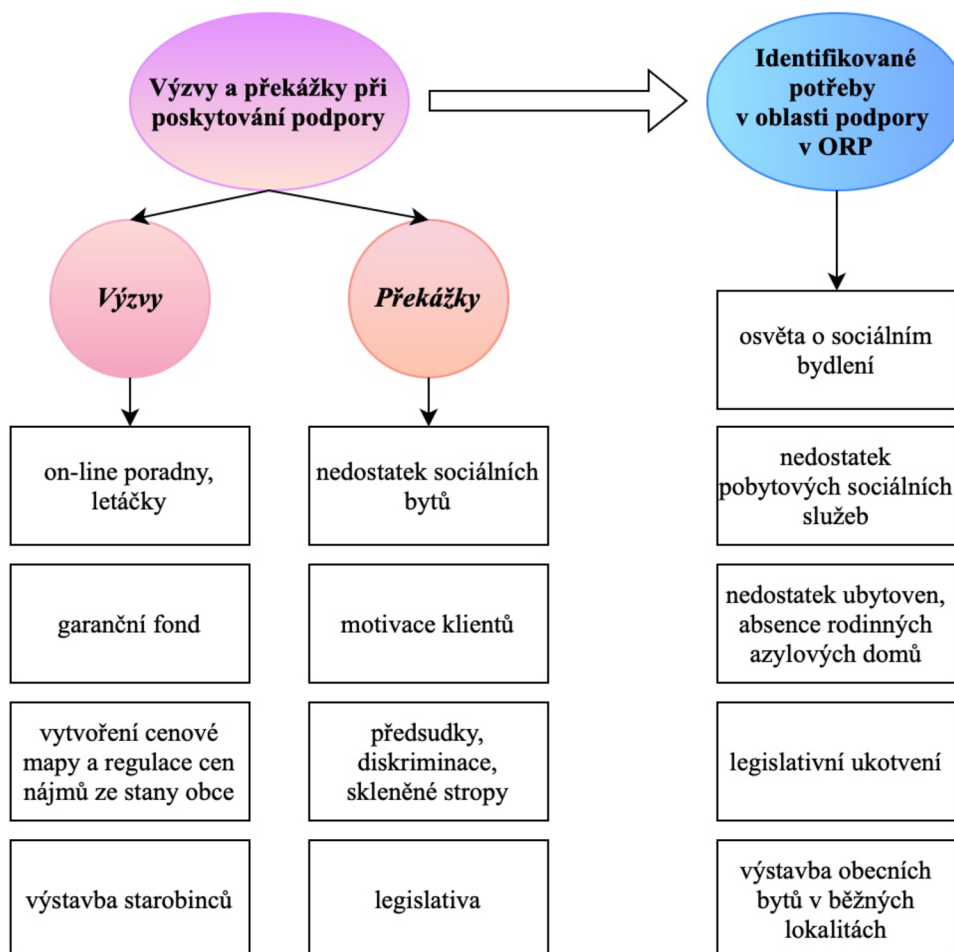 Výzvy a překážky při
poskytování podpory
Identifikované
potřeby
v oblasti podpory
v ORP
Výzvy
Překážky
on-line poradny,
letáčky
garanční fond
vytvoření cenové
mapy a regulace cen
nájmů ze stany obce
výstavba starobinců
nedostatek sociálních
bytů
motivace klientů
předsudky,
diskriminace,
skleněné stropy
legislativa
osvěta o sociálním
bydlení
nedostatek
pobytových sociálních
služeb
nedostatek ubytoven,
absence rodinných
azylových domů
legislativní ukotvení
výstavba obecních
bytů v běžných
lokalitách